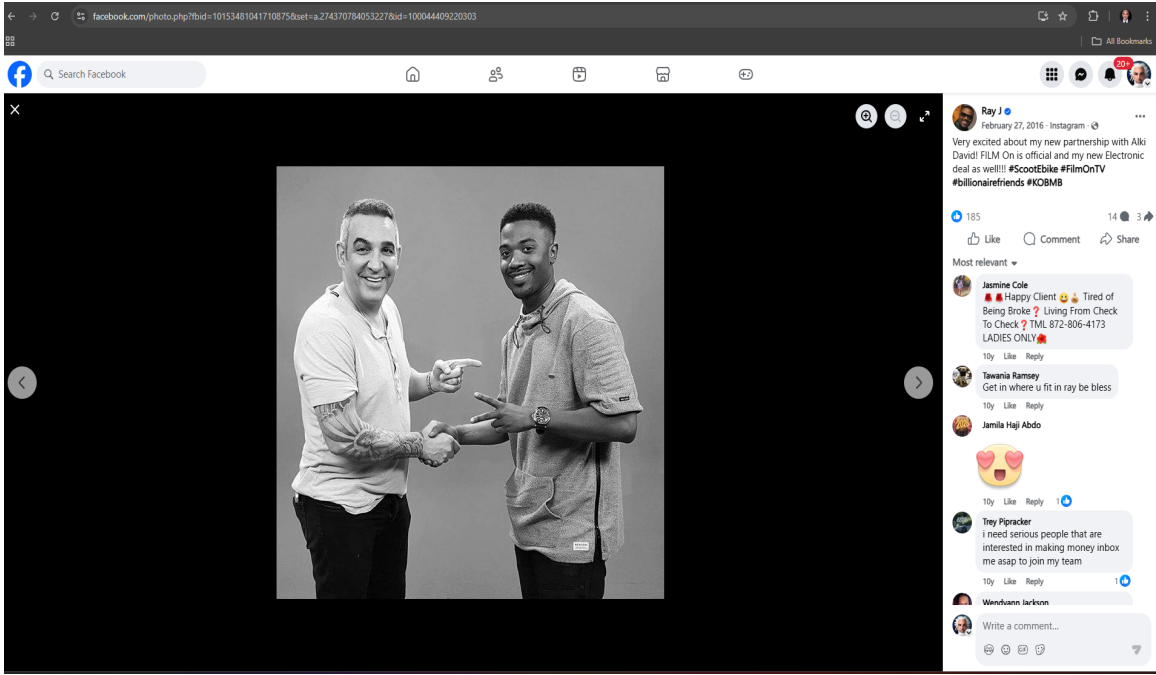 facebook.com/photo.php?fbid=10153481041710875&set=a.274370784053227&id=100044409220303
All Bookmarks
Search Facebook
20+
Ray J
February 27, 2016 · Instagram ·
Very excited about my new partnership with Alki
David! FILM On is official and my new Electronic
deal as well!!! #ScootEbike #FilmOnTV
#billionairefriends #KOBMB
185
14
3
Like
Comment
Share
Most relevant
Jasmine Cole
Happy Client Tired of
Being Broke❓ Living From Check
To Check❓TML 872-806-4173
LADIES ONLY
10y Like Reply
Tawania Ramsey
Get in where u fit in ray be bless
10y Like Reply
Jamila Haji Abdo
10y Like Reply 1
Trey Pipracker
i need serious people that are
interested in making money inbox
me asap to join my team
10y Like Reply 1
Wendyann Jackson
Write a comment...
GIF